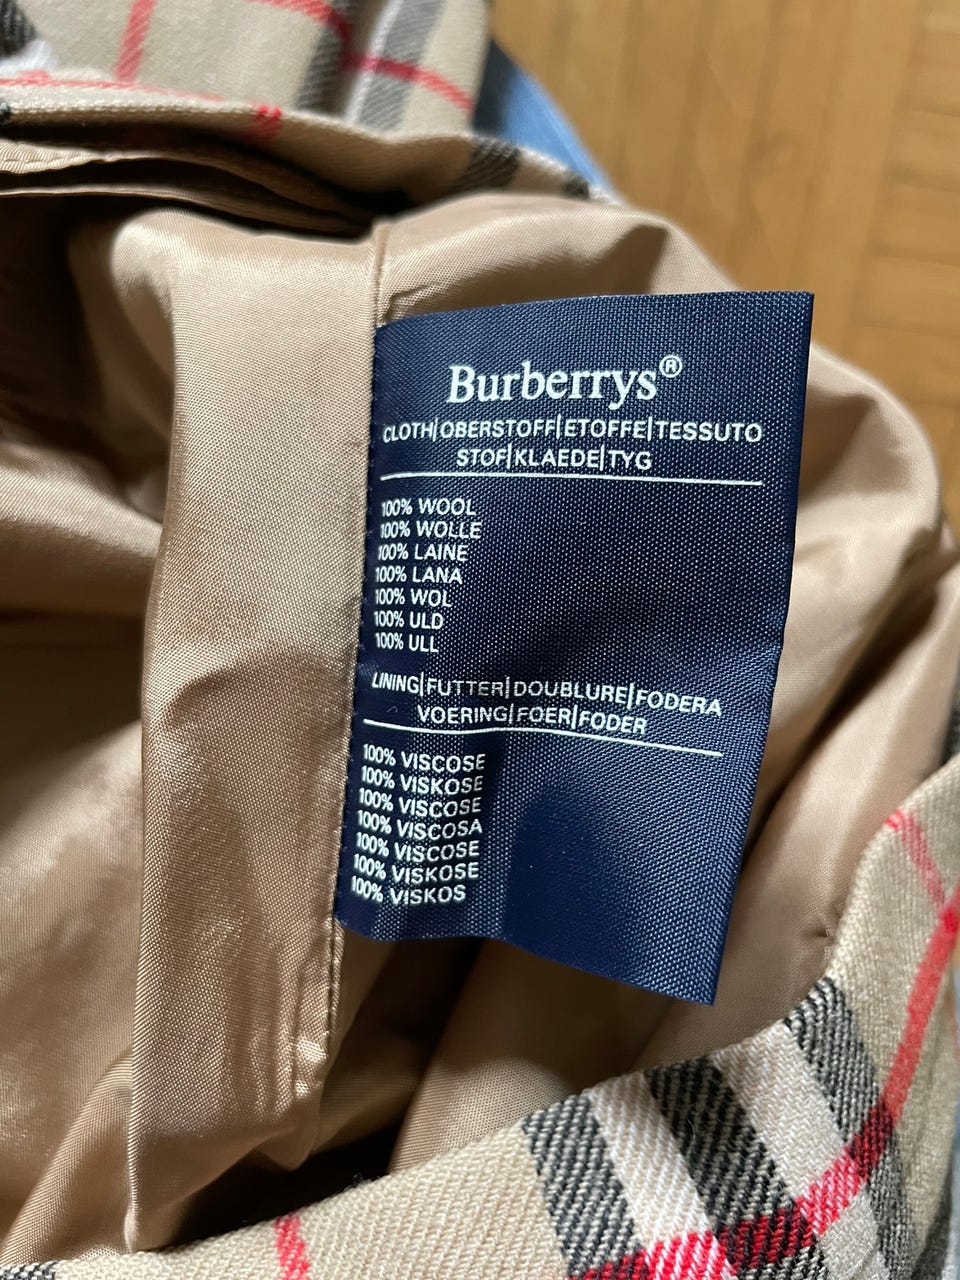 Burberrys®
CLOTH|OBERSTOFF|ETOFFE|TESSUTO
STOF|KLAEDE|TYG
100% WOOL
100% WOLLE
100% LAINE
100% LANA
100% WOL
100% ULD
100% ULL
LINING|FUTTER|DOUBLURE|FODERA
VOERING|FOER|FODER
100% VISCOSE
100% VISKOSE
100% VISCOSE
100% VISCOSA
100% VISCOSE
100% VISKOSE
100% VISKOS